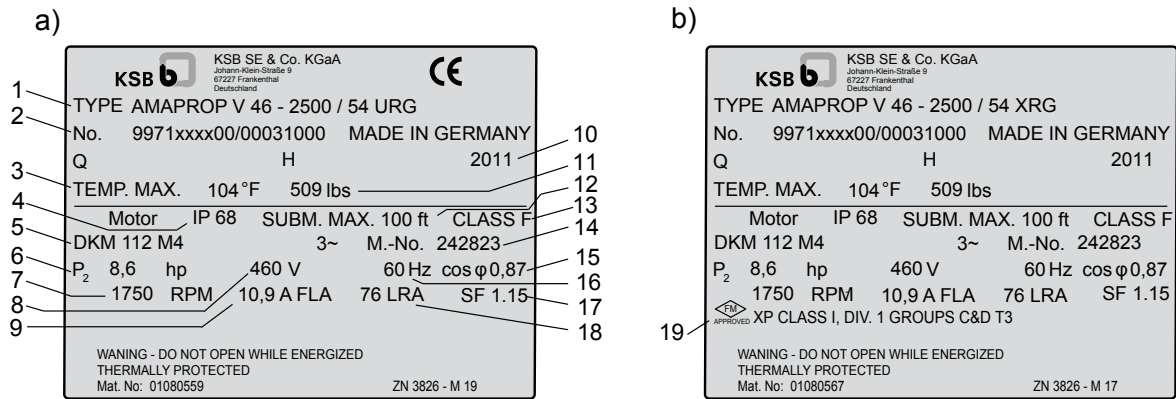 a)
KSB b
KSB SE & Co. KGaA
Johann-Klein-Straße 9
67227 Frankenthal
Deutschland
CE
1 TYPE AMAPROP V 46 - 2500 / 54 URG
2 No. 9971xxxx00/00031000 MADE IN GERMANY
Q H 2011 10
3 TEMP. MAX. 104 °F 509 lbs 11
4 Motor IP 68 SUBM. MAX. 100 ft 12 CLASS F 13
5 DKM 112 M4 3~ M.-No. 242823 14
6 P2 8,6 hp 8 460 V 16 60 Hz cos φ 0,87 15
7 1750 RPM 9 10,9 A FLA 76 LRA 18 SF 1.15 17
WANING - DO NOT OPEN WHILE ENERGIZED
THERMALLY PROTECTED
Mat. No: 01080559 ZN 3826 - M 19
b)
KSB b
KSB SE & Co. KGaA
Johann-Klein-Straße 9
67227 Frankenthal
Deutschland
TYPE AMAPROP V 46 - 2500 / 54 XRG
No. 9971xxxx00/00031000 MADE IN GERMANY
Q H 2011
TEMP. MAX. 104 °F 509 lbs
Motor IP 68 SUBM. MAX. 100 ft CLASS F
DKM 112 M4 3~ M.-No. 242823
P2 8,6 hp 460 V 60 Hz cos φ 0,87
1750 RPM 10,9 A FLA 76 LRA SF 1.15
19 FM APPROVED XP CLASS I, DIV. 1 GROUPS C&D T3
WANING - DO NOT OPEN WHILE ENERGIZED
THERMALLY PROTECTED
Mat. No: 01080567 ZN 3826 - M 17